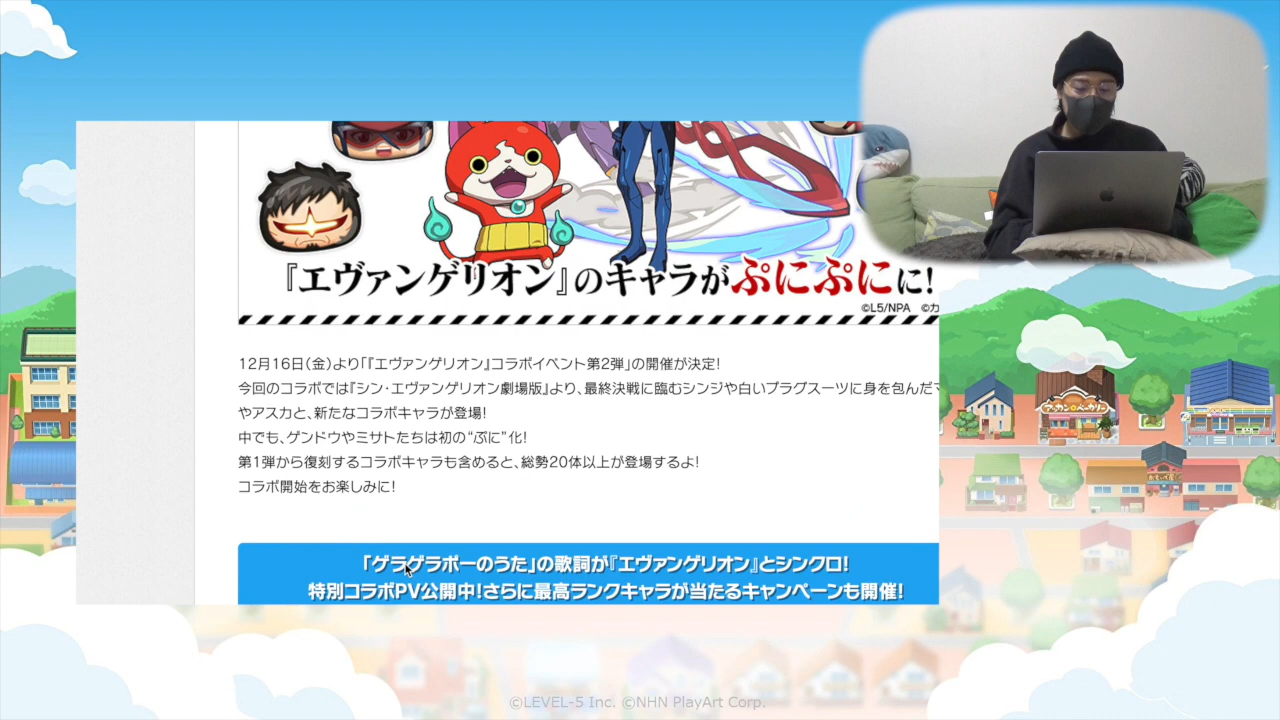 『エヴァンゲリオン』のキャラがぷにぷにに!
©L5/NPA ©カ
12月16日(金)より「『エヴァンゲリオン』コラボイベント第2弾」の開催が決定!
今回のコラボでは『シン・エヴァンゲリオン劇場版』より、最終決戦に臨むシンジや白いプラグスーツに身を包んだマ
やアスカと、新たなコラボキャラが登場!
中でも、ゲンドウやミサトたちは初の“ぷに”化!
第1弾から復刻するコラボキャラも含めると、総勢20体以上が登場するよ!
コラボ開始をお楽しみに!
「ゲラゲラポーのうた」の歌詞が『エヴァンゲリオン』とシンクロ!
特別コラボPV公開中!さらに最高ランクキャラが当たるキャンペーンも開催!
アッカンベーカリー
©LEVEL-5 Inc. ©NHN PlayArt Corp.